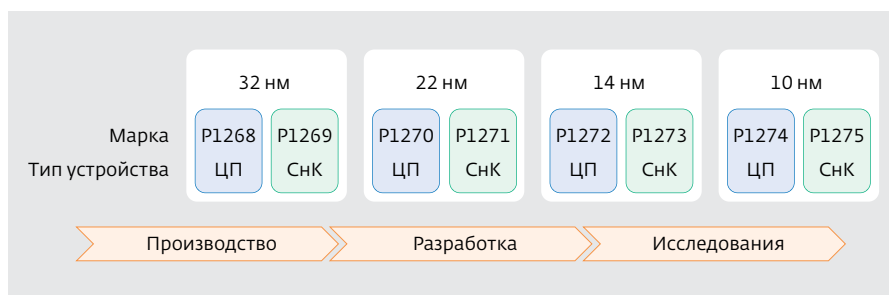 32 нм 22 нм 14 нм 10 нм
Марка P1268 P1269 P1270 P1271 P1272 P1273 P1274 P1275
Тип устройства ЦП СнК ЦП СнК ЦП СнК ЦП СнК
Производство Разработка Исследования